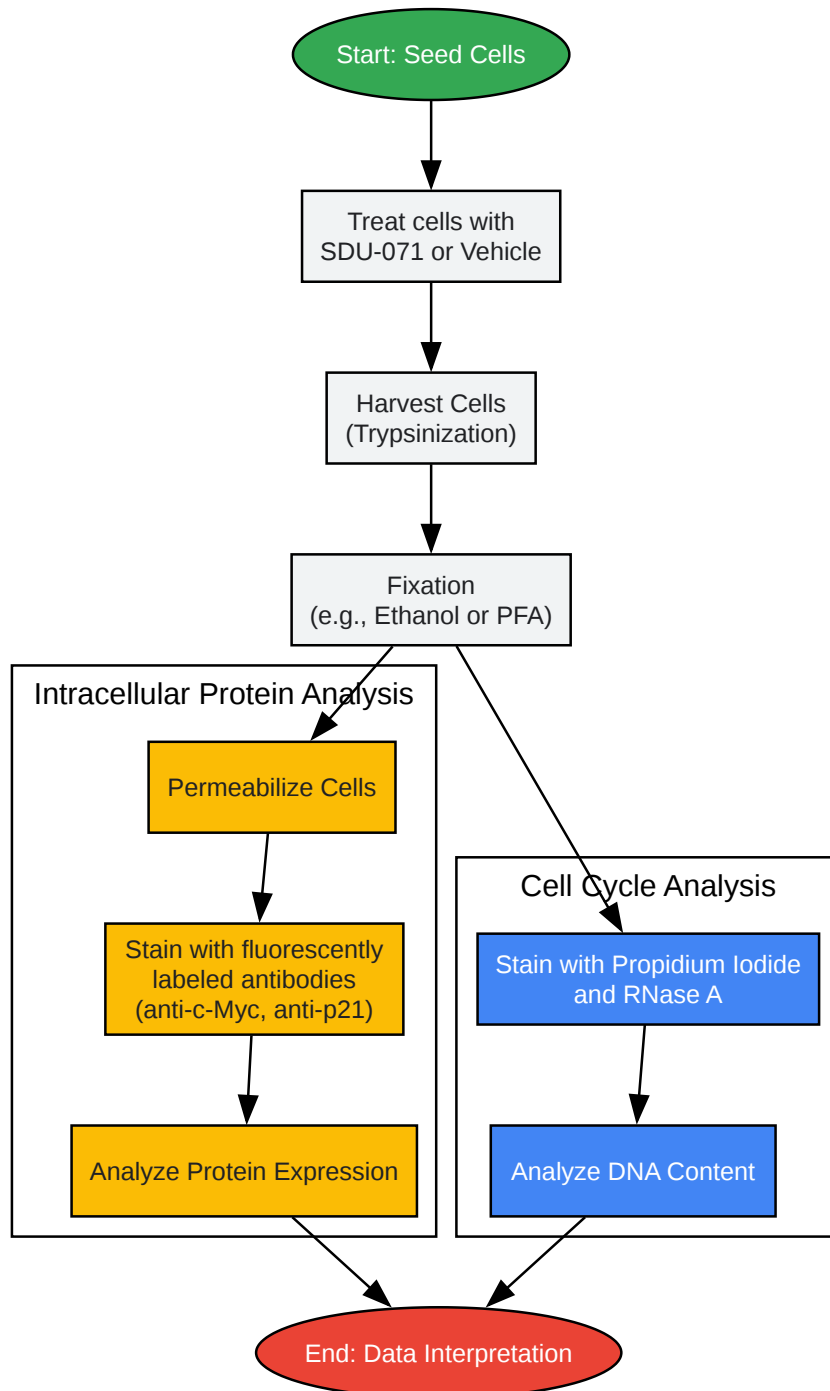 Start: Seed Cells
Treat cells with
SDU-071 or Vehicle
Harvest Cells
(Trypsinization)
Fixation
(e.g., Ethanol or PFA)
Intracellular Protein Analysis
Permeabilize Cells
Stain with fluorescently
labeled antibodies
(anti-c-Myc, anti-p21)
Analyze Protein Expression
Cell Cycle Analysis
Stain with Propidium Iodide
and RNase A
Analyze DNA Content
End: Data Interpretation